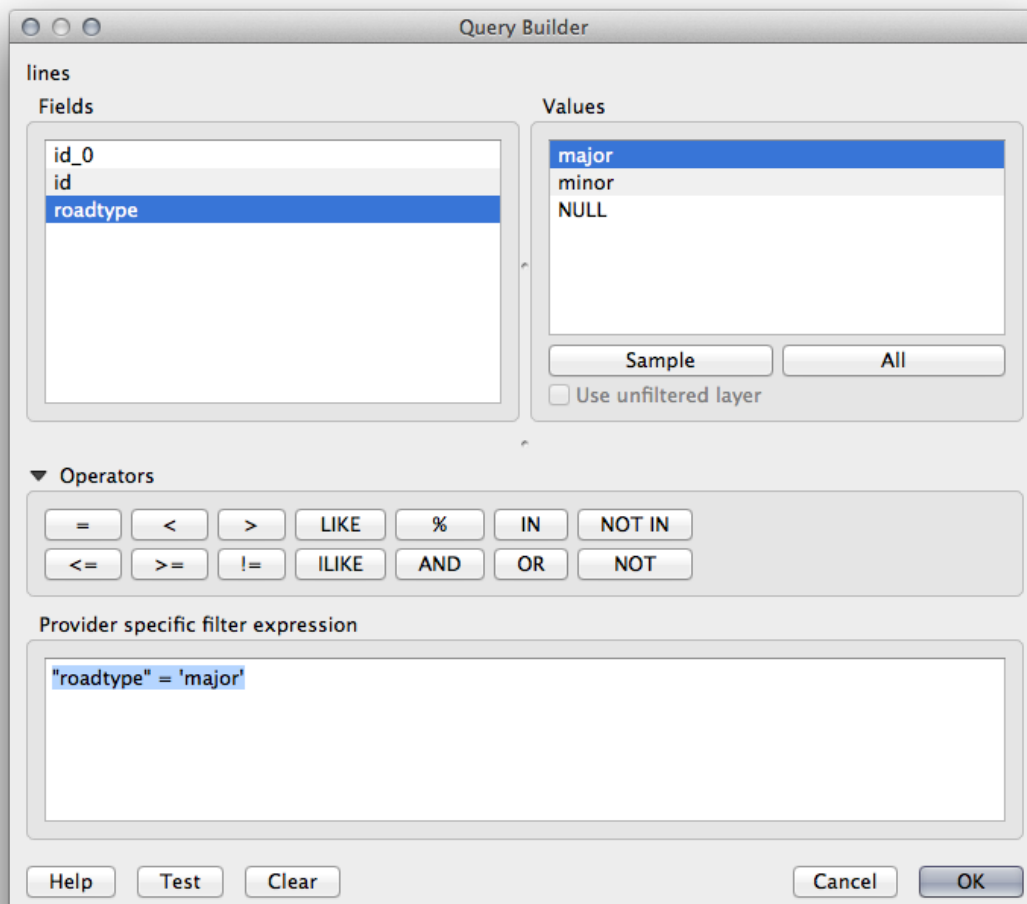 Query Builder
lines
Fields
id_0
id
roadtype
Values
major
minor
NULL
Sample All
Use unfiltered layer
Operators
= < > LIKE % IN NOT IN
<= >= != ILIKE AND OR NOT
Provider specific filter expression
"roadtype" = 'major'
Help Test Clear Cancel OK